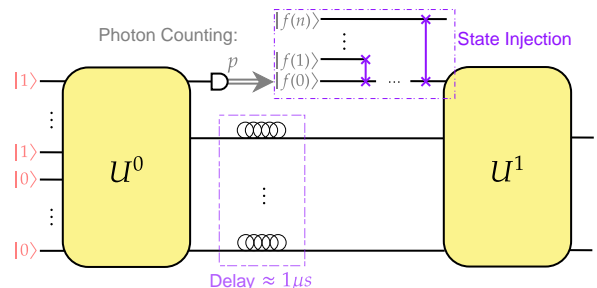 |f(n)⟩
Photon Counting:
⋮
State Injection
p
|f(1)⟩
|1⟩
|f(0)⟩
...
⋮
|1⟩
U⁰
U¹
|0⟩
⋮
⋮
|0⟩
Delay ≈ 1μs